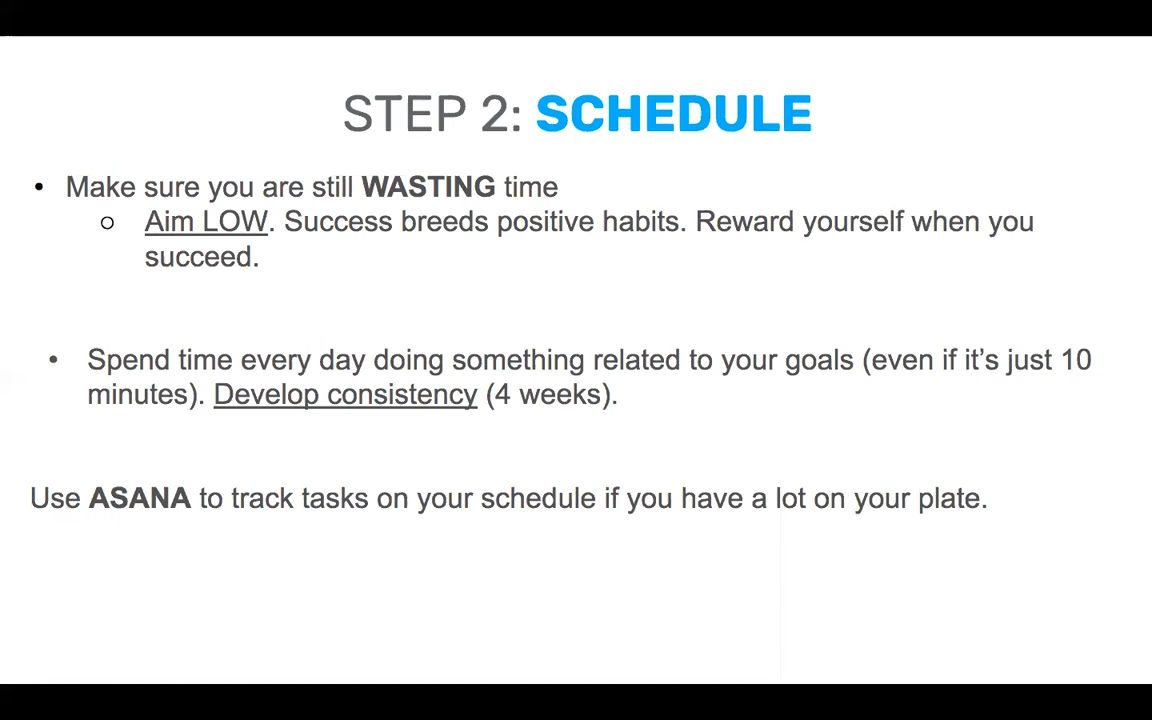 STEP 2: SCHEDULE
• Make sure you are still WASTING time
○ Aim LOW. Success breeds positive habits. Reward yourself when you
succeed.
• Spend time every day doing something related to your goals (even if it’s just 10
minutes). Develop consistency (4 weeks).
Use ASANA to track tasks on your schedule if you have a lot on your plate.